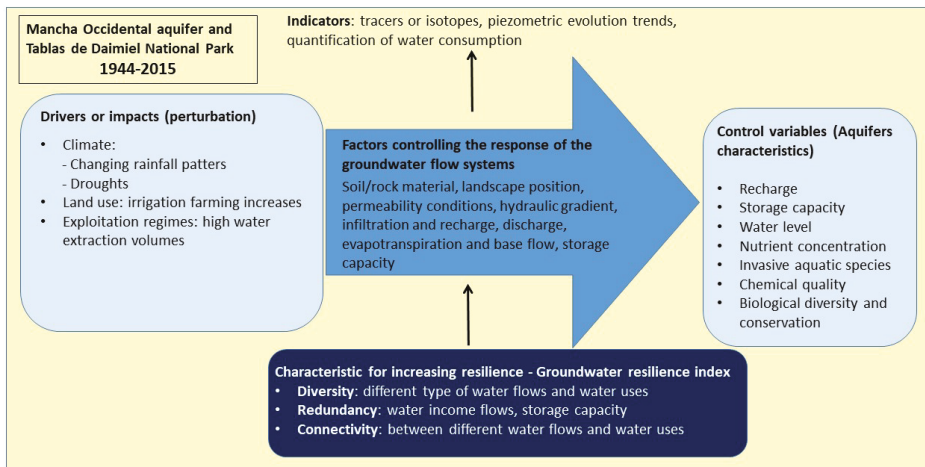 Mancha Occidental aquifer and
Tablas de Daimiel National Park
1944-2015
Indicators: tracers or isotopes, piezometric evolution trends,
quantification of water consumption
Drivers or impacts (perturbation)
• Climate:
- Changing rainfall patters
- Droughts
• Land use: irrigation farming increases
• Exploitation regimes: high water
extraction volumes
Factors controlling the response of the
groundwater flow systems
Soil/rock material, landscape position,
permeability conditions, hydraulic gradient,
infiltration and recharge, discharge,
evapotranspiration and base flow, storage
capacity
Control variables (Aquifers
characteristics)
• Recharge
• Storage capacity
• Water level
• Nutrient concentration
• Invasive aquatic species
• Chemical quality
• Biological diversity and
conservation
Characteristic for increasing resilience - Groundwater resilience index
• Diversity: different type of water flows and water uses
• Redundancy: water income flows, storage capacity
• Connectivity: between different water flows and water uses